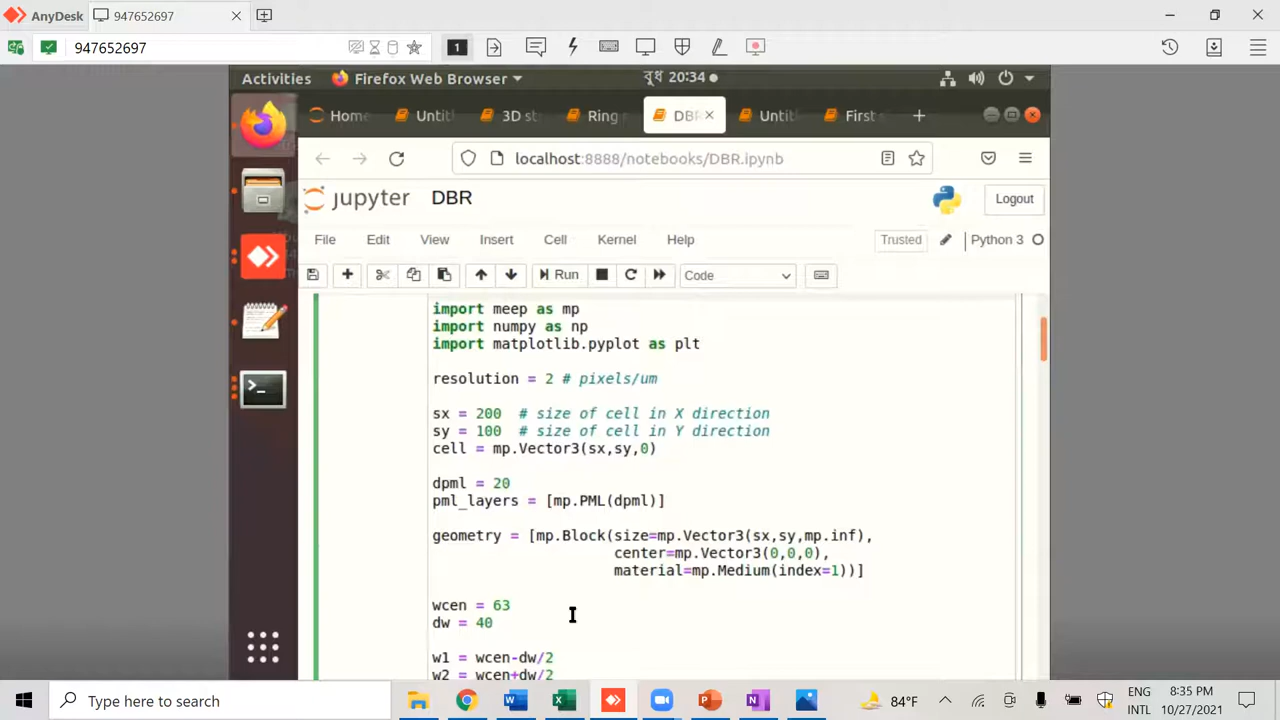 AnyDesk 947652697
947652697 1
Activities Firefox Web Browser বুধ 20:34
Home Untit 3D st Ring DBR Untit First
localhost:8888/notebooks/DBR.ipynb
jupyter DBR Logout
File Edit View Insert Cell Kernel Help Trusted Python 3
Run Code
import meep as mp
import numpy as np
import matplotlib.pyplot as plt
resolution = 2 # pixels/um
sx = 200 # size of cell in X direction
sy = 100 # size of cell in Y direction
cell = mp.Vector3(sx,sy,0)
dpml = 20
pml_layers = [mp.PML(dpml)]
geometry = [mp.Block(size=mp.Vector3(sx,sy,mp.inf),
center=mp.Vector3(0,0,0),
material=mp.Medium(index=1))]
wcen = 63
dw = 40
w1 = wcen-dw/2
w2 = wcen+dw/2
Type here to search 84°F ENG INTL 8:35 PM 10/27/2021